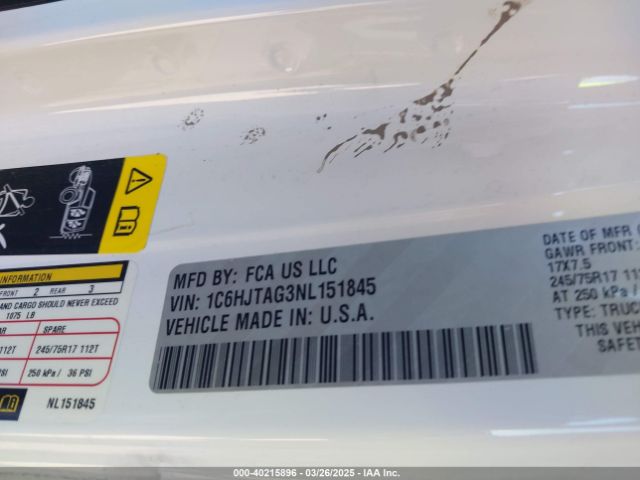 INFORMATION
FRONT 2 REAR 3
AND CARGO SHOULD NEVER EXCEED
1075 LB
SPARE
112T 245/75R17 112T
PSI 250 kPa / 36 PSI
NL151845
MFD BY: FCA US LLC
VIN: 1C6HJTAG3NL151845
VEHICLE MADE IN: U.S.A.
DATE OF MFR
GAWR FRONT:
17X7.5
245/75R17
AT 250 kPa/
TYPE: TRUC
THIS VEH
SAFET
000-40215896 - 03/26/2025 - IAA Inc.